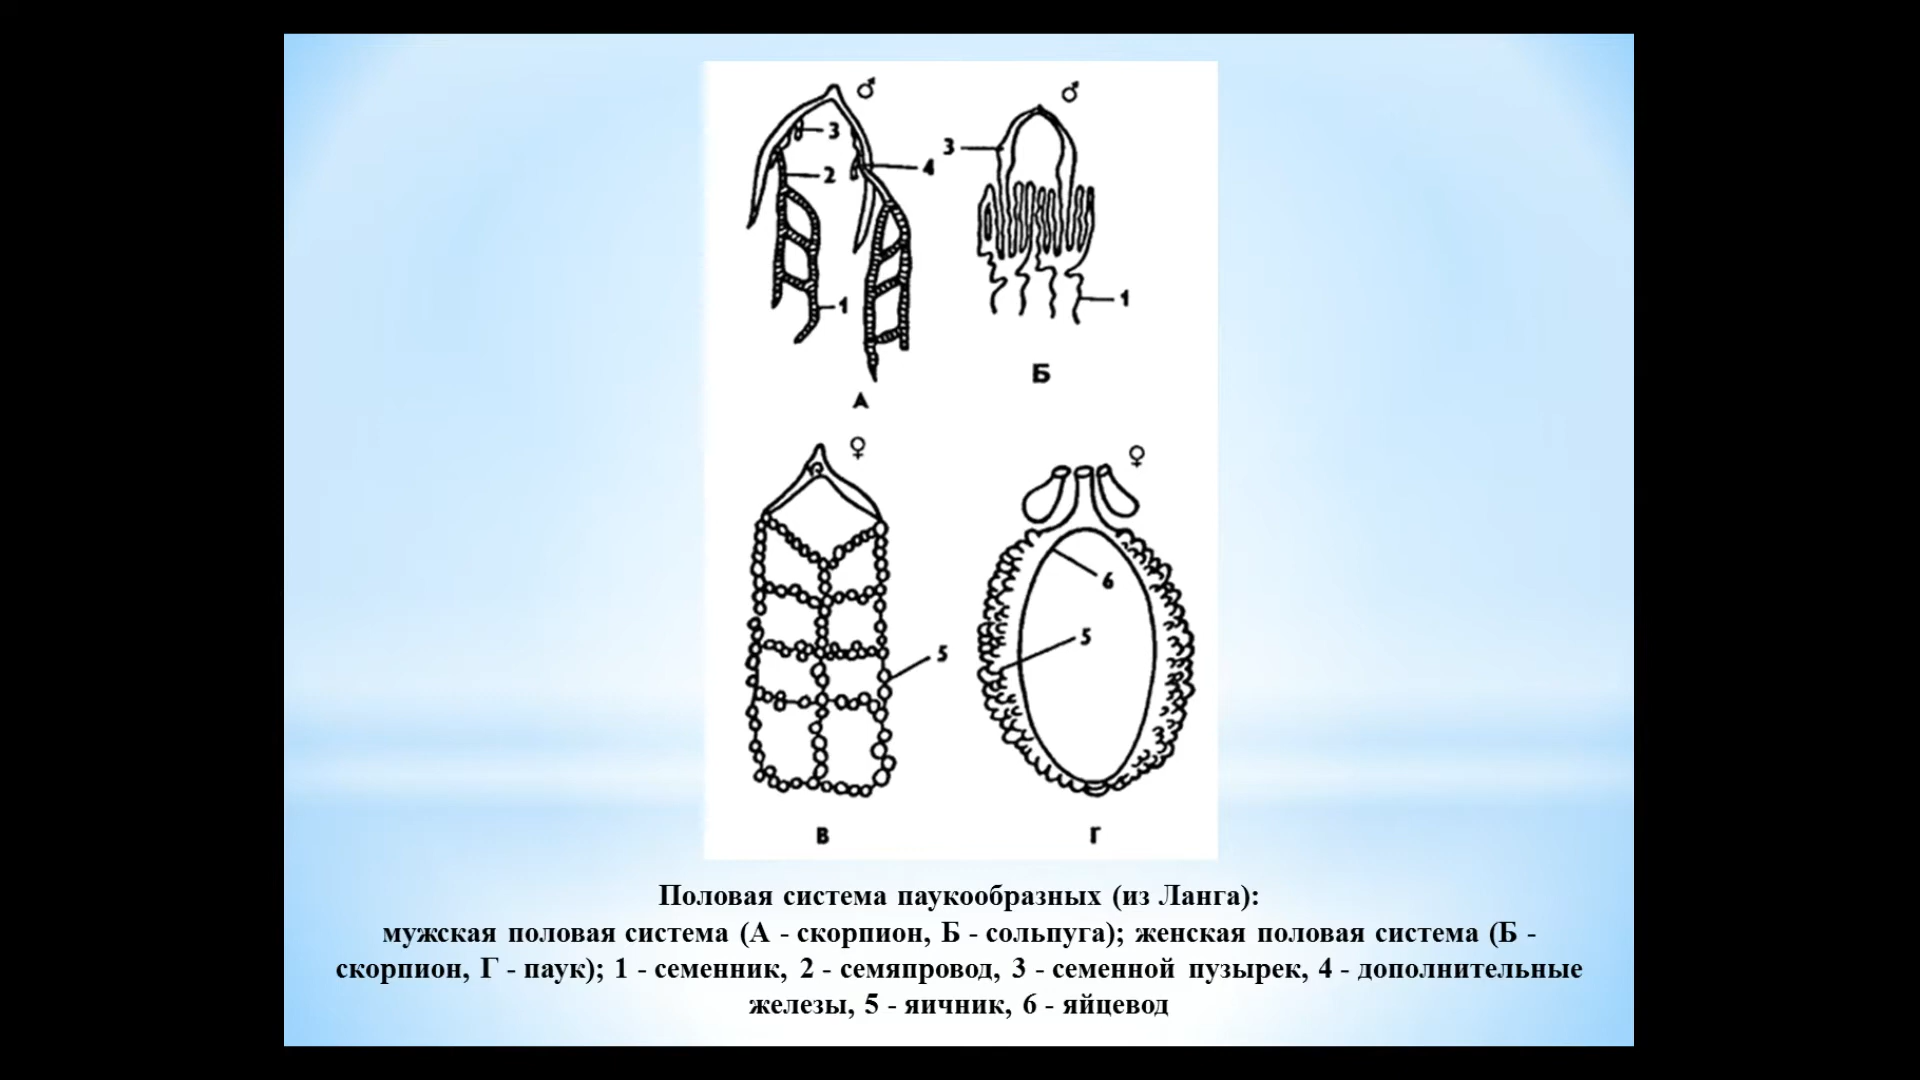 ♂ ♂
3 3
2 4
1 1
Б
А
♀ ♀
6
5 5
В Г
Половая система паукообразных (из Ланга):
мужская половая система (А - скорпион, Б - сольпуга); женская половая система (Б -
скорпион, Г - паук); 1 - семенник, 2 - семяпровод, 3 - семенной пузырек, 4 - дополнительные
железы, 5 - яичник, 6 - яйцевод